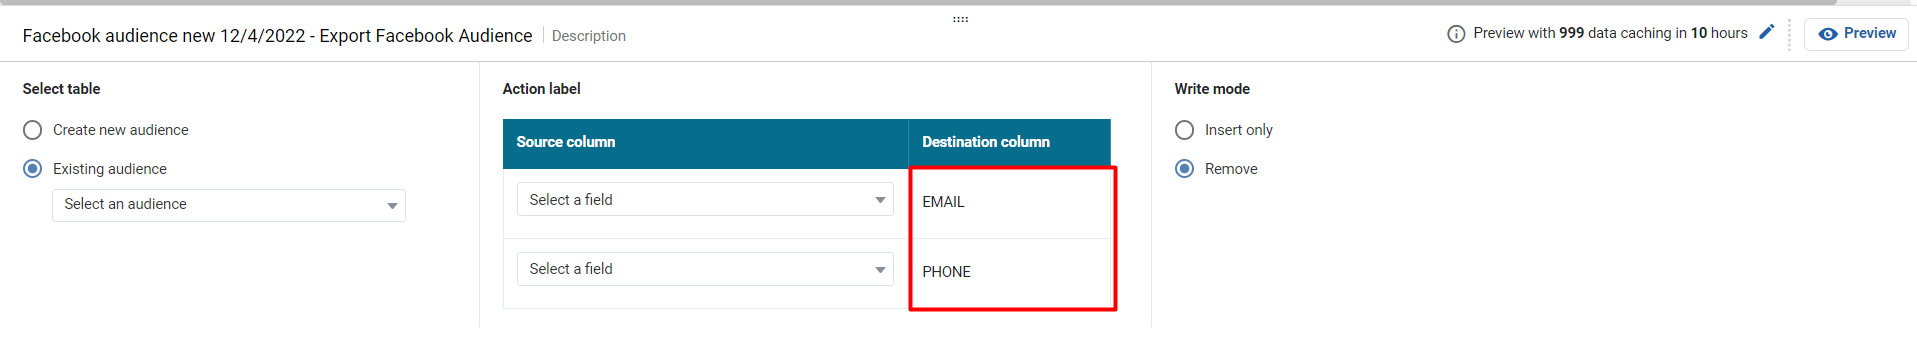 Facebook audience new 12/4/2022 - Export Facebook Audience Description Preview with 999 data caching in 10 hours Preview
Select table
Create new audience
Existing audience
Select an audience
Action label
Source column Destination column
Select a field EMAIL
Select a field PHONE
Write mode
Insert only
Remove